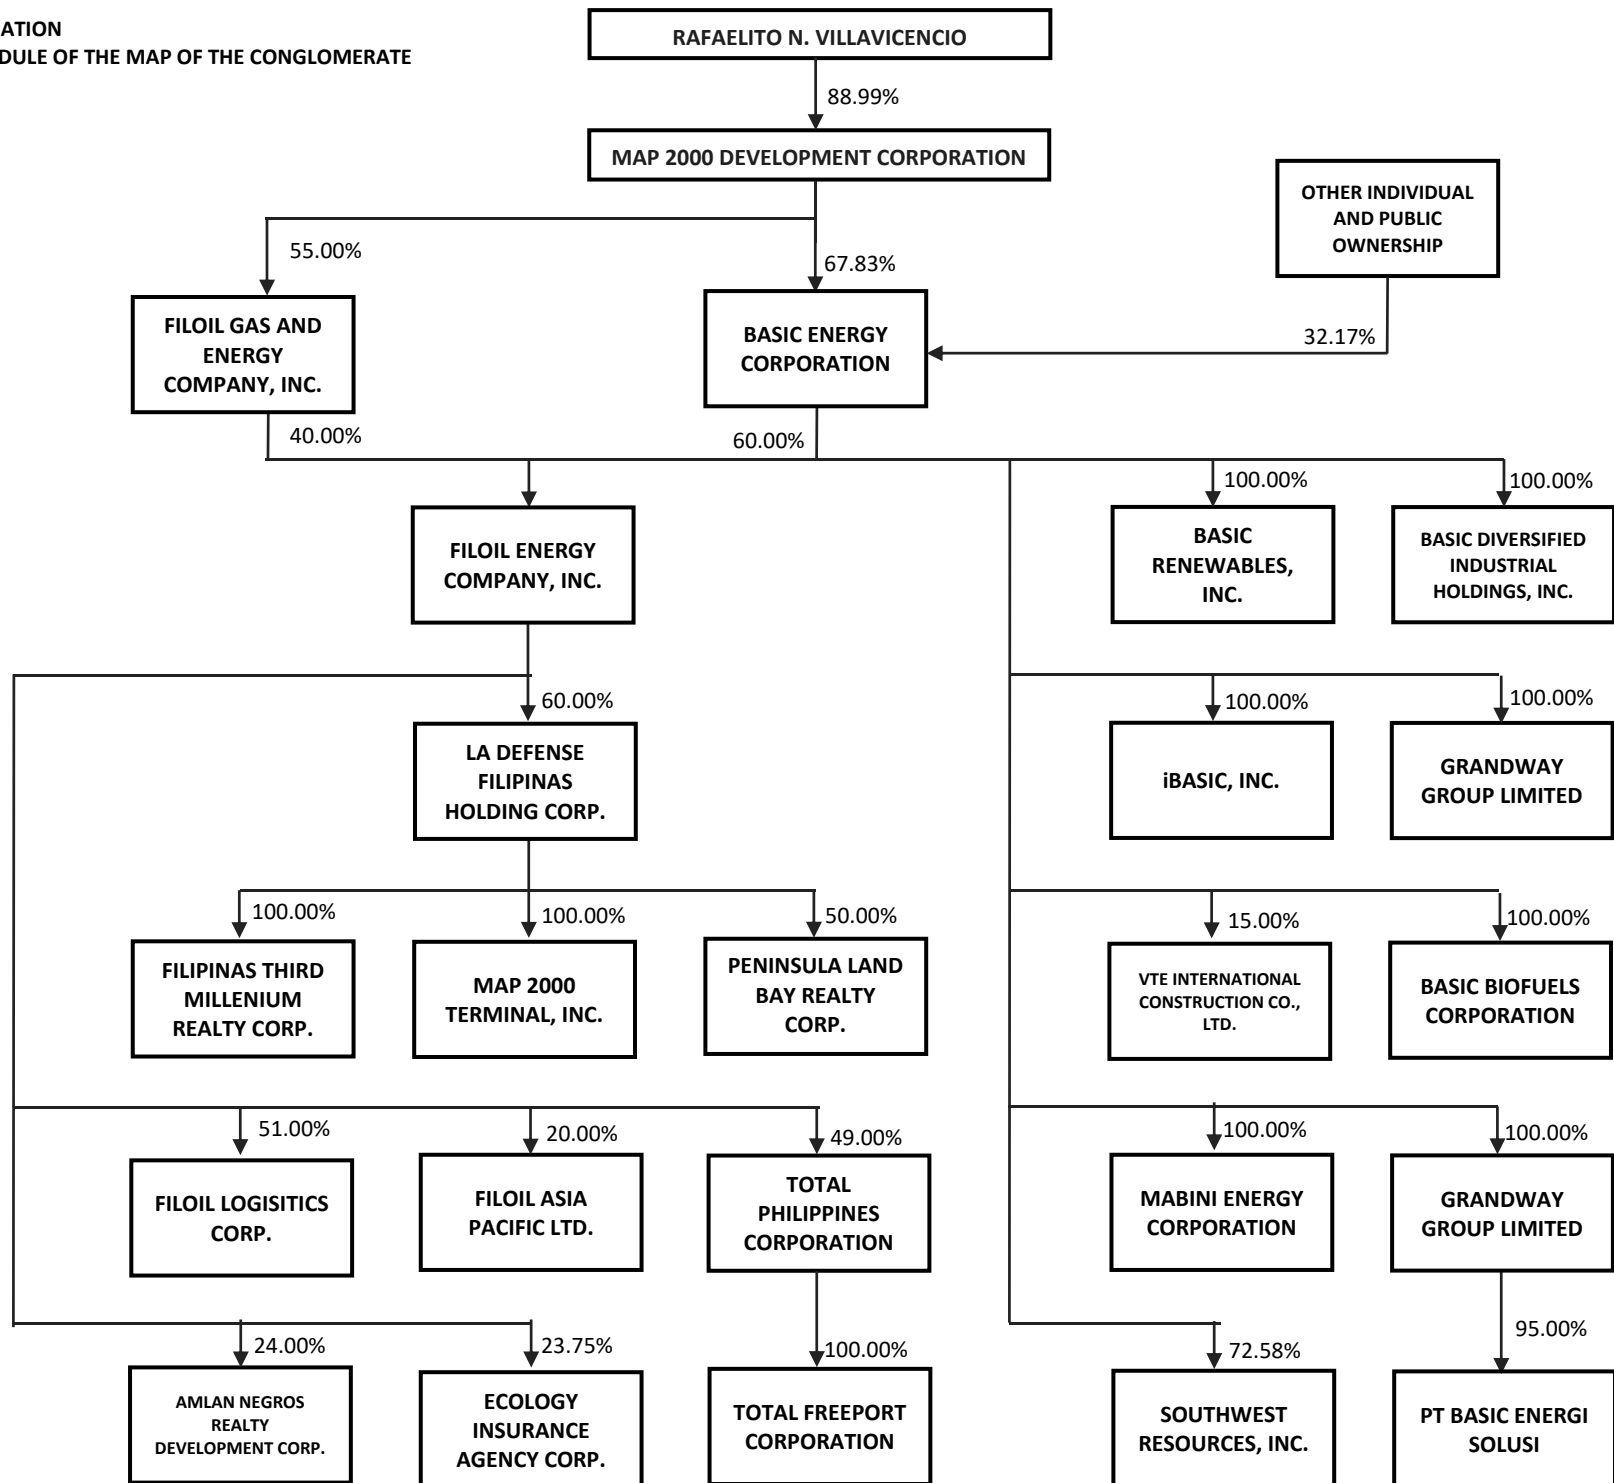 ATION
DULE OF THE MAP OF THE CONGLOMERATE
RAFAELITO N. VILLAVICENCIO
88.99%
MAP 2000 DEVELOPMENT CORPORATION
OTHER INDIVIDUAL
AND PUBLIC
OWNERSHIP
55.00%
67.83%
32.17%
FILOIL GAS AND
ENERGY
COMPANY, INC.
BASIC ENERGY
CORPORATION
40.00%
60.00%
100.00%
100.00%
FILOIL ENERGY
COMPANY, INC.
BASIC
RENEWABLES,
INC.
BASIC DIVERSIFIED
INDUSTRIAL
HOLDINGS, INC.
60.00%
100.00%
100.00%
LA DEFENSE
FILIPINAS
HOLDING CORP.
iBASIC, INC.
GRANDWAY
GROUP LIMITED
100.00%
100.00%
50.00%
15.00%
100.00%
FILIPINAS THIRD
MILLENIUM
REALTY CORP.
MAP 2000
TERMINAL, INC.
PENINSULA LAND
BAY REALTY
CORP.
VTE INTERNATIONAL
CONSTRUCTION CO.,
LTD.
BASIC BIOFUELS
CORPORATION
51.00%
20.00%
49.00%
100.00%
100.00%
FILOIL LOGISITICS
CORP.
FILOIL ASIA
PACIFIC LTD.
TOTAL
PHILIPPINES
CORPORATION
MABINI ENERGY
CORPORATION
GRANDWAY
GROUP LIMITED
24.00%
23.75%
100.00%
72.58%
95.00%
AMLAN NEGROS
REALTY
DEVELOPMENT CORP.
ECOLOGY
INSURANCE
AGENCY CORP.
TOTAL FREEPORT
CORPORATION
SOUTHWEST
RESOURCES, INC.
PT BASIC ENERGI
SOLUSI